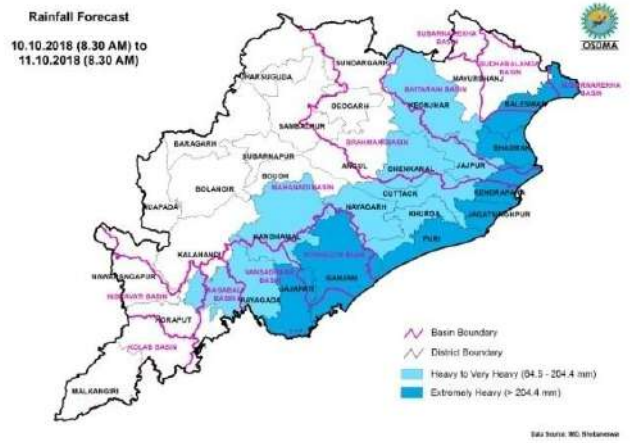 Rainfall Forecast
10.10.2018 (8.30 AM) to
11.10.2018 (8.30 AM)
OSDMA
SUBARNAREKHA
BASIN
SUNDARGARH
BUDHABALANGA
BASIN
MAYURBHANJ
JHARSUGUDA
BAITARANI BASIN
KEONJHAR
SUBARNAREKHA
BASIN
DEOGARH
BALESWAR
SAMBALPUR
BARAGARH
BRAHMANI BASIN
BHADRAK
SUBARNAPUR
ANGUL
DHENKANAL
JAJPUR
BOUDH
BOLANGIR
MAHANADI BASIN
CUTTACK
KENDRAPARA
NUAPADA
NAYAGARH
KHURDA
JAGATSINGHPUR
KANDHAMAL
PURI
KALAHANDI
RUSHIKULYA BASIN
NAWARANGAPUR
VANSADHARA
BASIN
GANJAM
INDRAVATI BASIN
NAGABALI
BASIN
RAYAGADA
GAJAPATI
KORAPUT
KOLAB BASIN
MALKANGIRI
Basin Boundary
District Boundary
Heavy to Very Heavy (64.5 - 204.4 mm)
Extremely Heavy (> 204.4 mm)
Data Source: IMD, Bhubaneswar